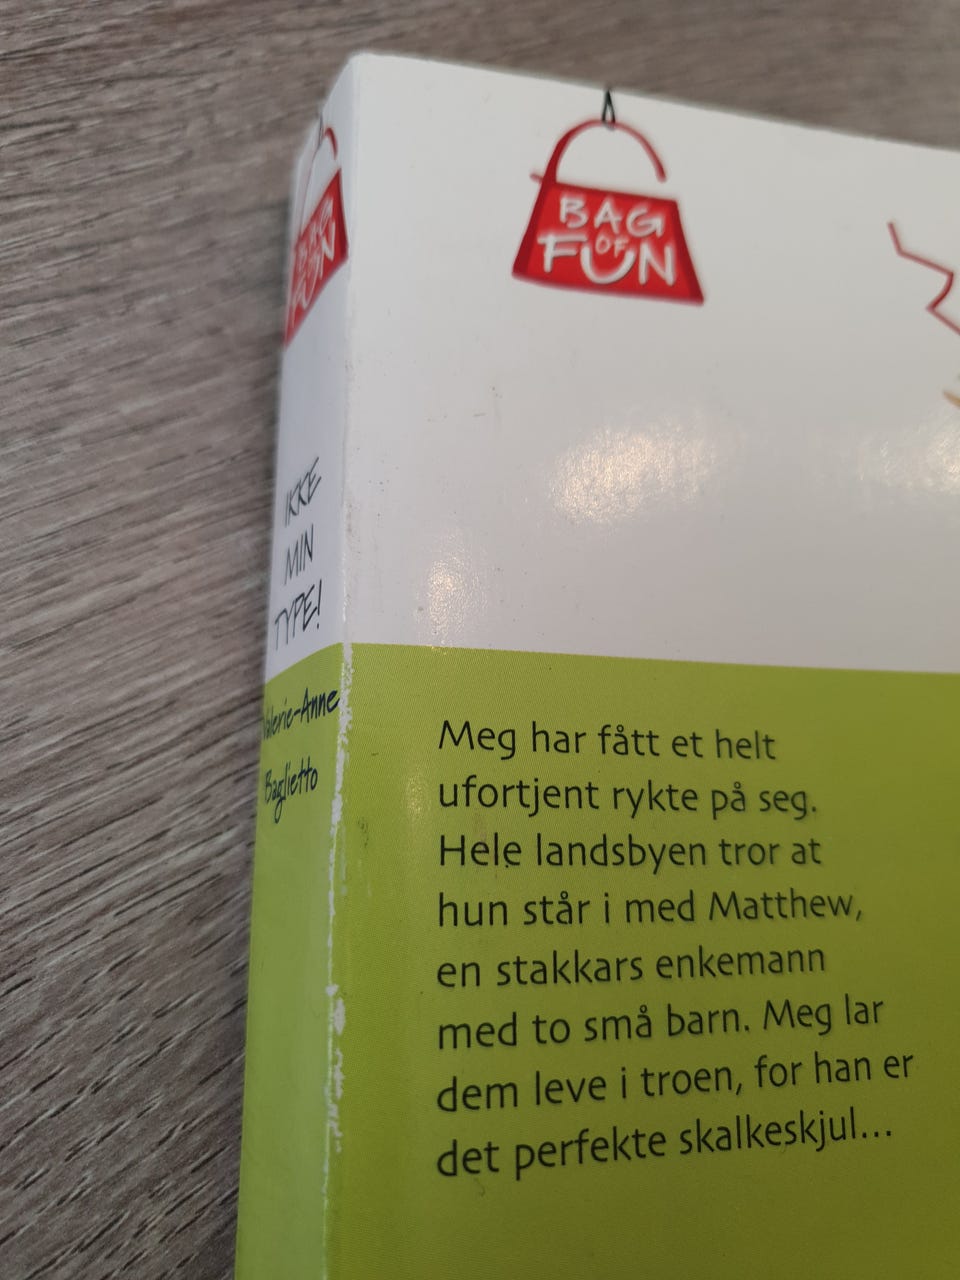 BAG
OF
FUN
BAG
OF
FUN
IKKE
MIN
TYPE!
Valerie-Anne
Baglietto
Meg har fått et helt
ufortjent rykte på seg.
Hele landsbyen tror at
hun står i med Matthew,
en stakkars enkemann
med to små barn. Meg lar
dem leve i troen, for han er
det perfekte skalkeskjul...